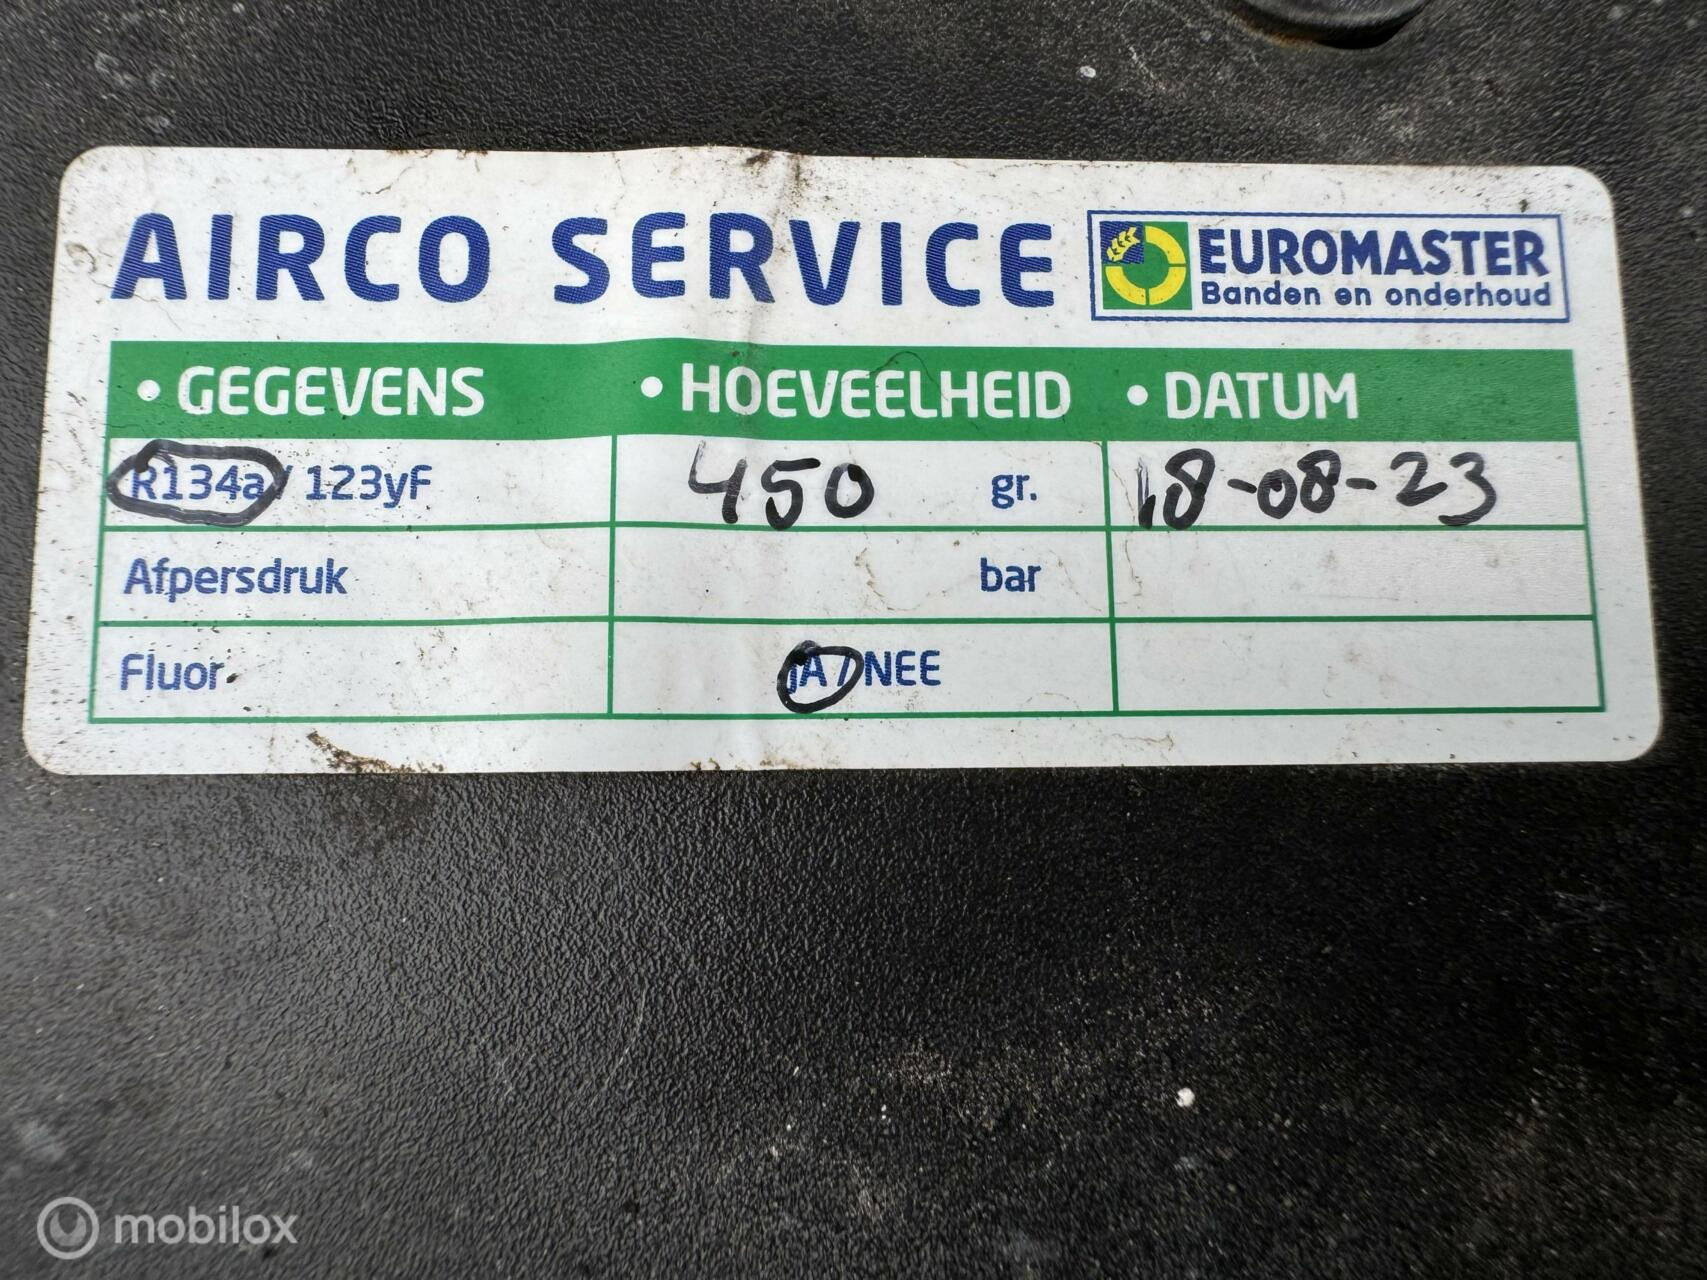 AIRCO SERVICE
EUROMASTER
Banden en onderhoud
• GEGEVENS • HOEVEELHEID • DATUM
R134a / 123yF 450 gr. 18-08-23
Afpersdruk bar
Fluor JA / NEE
mobilox